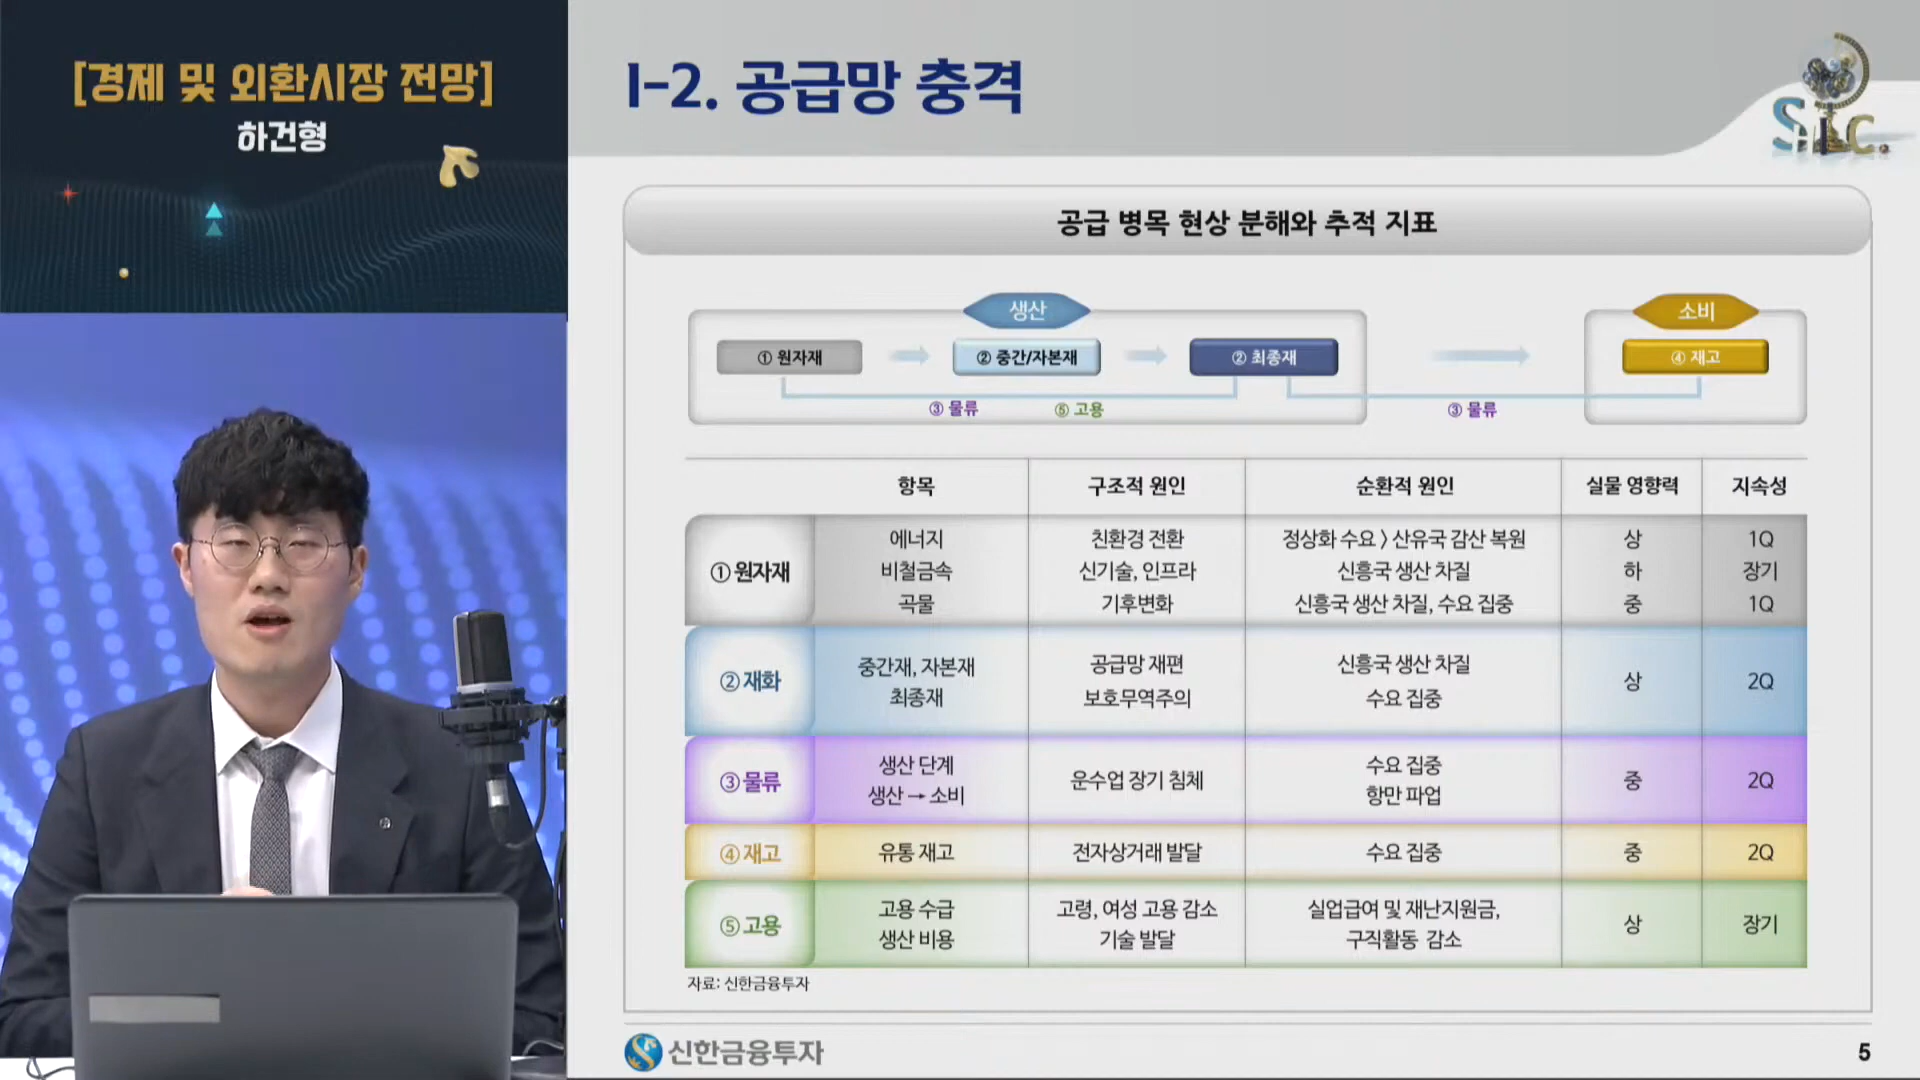 [경제 및 외환시장 전망]
하건형
I-2. 공급망 충격
SHIC.
공급 병목 현상 분해와 추적 지표
생산
소비
① 원자재
② 중간/자본재
② 최종재
④ 재고
③ 물류
⑤ 고용
③ 물류
항목
구조적 원인
순환적 원인
실물 영향력
지속성
① 원자재
에너지
친환경 전환
정상화 수요 > 산유국 감산 복원
상
1Q
비철금속
신기술, 인프라
신흥국 생산 차질
하
장기
곡물
기후변화
신흥국 생산 차질, 수요 집중
중
1Q
② 재화
중간재, 자본재
최종재
공급망 재편
보호무역주의
신흥국 생산 차질
수요 집중
상
2Q
③ 물류
생산 단계
생산 → 소비
운수업 장기 침체
수요 집중
항만 파업
중
2Q
④ 재고
유통 재고
전자상거래 발달
수요 집중
중
2Q
⑤ 고용
고용 수급
생산 비용
고령, 여성 고용 감소
기술 발달
실업급여 및 재난지원금,
구직활동 감소
상
장기
자료: 신한금융투자
신한금융투자
5